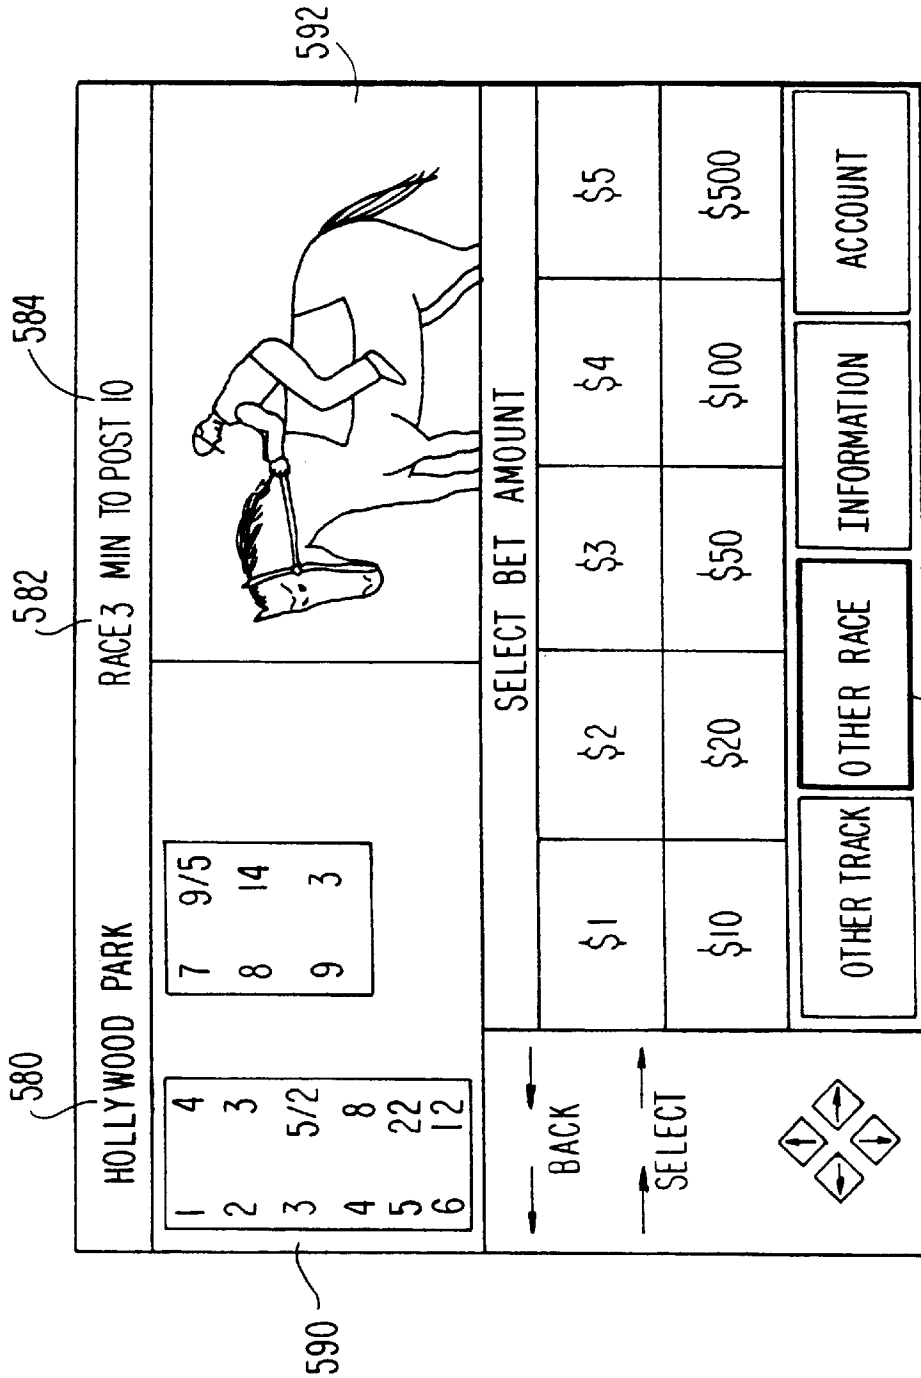 580
582
584
HOLLYWOOD PARK RACE 3 MIN TO POST 10
592
590
1 4
2 3
3 5/2
4 8
5 22
6 12
7 9/5
8 14
9 3
BACK
SELECT
SELECT BET AMOUNT
$1 $2 $3 $4 $5
$10 $20 $50 $100 $500
OTHER TRACK OTHER RACE INFORMATION ACCOUNT